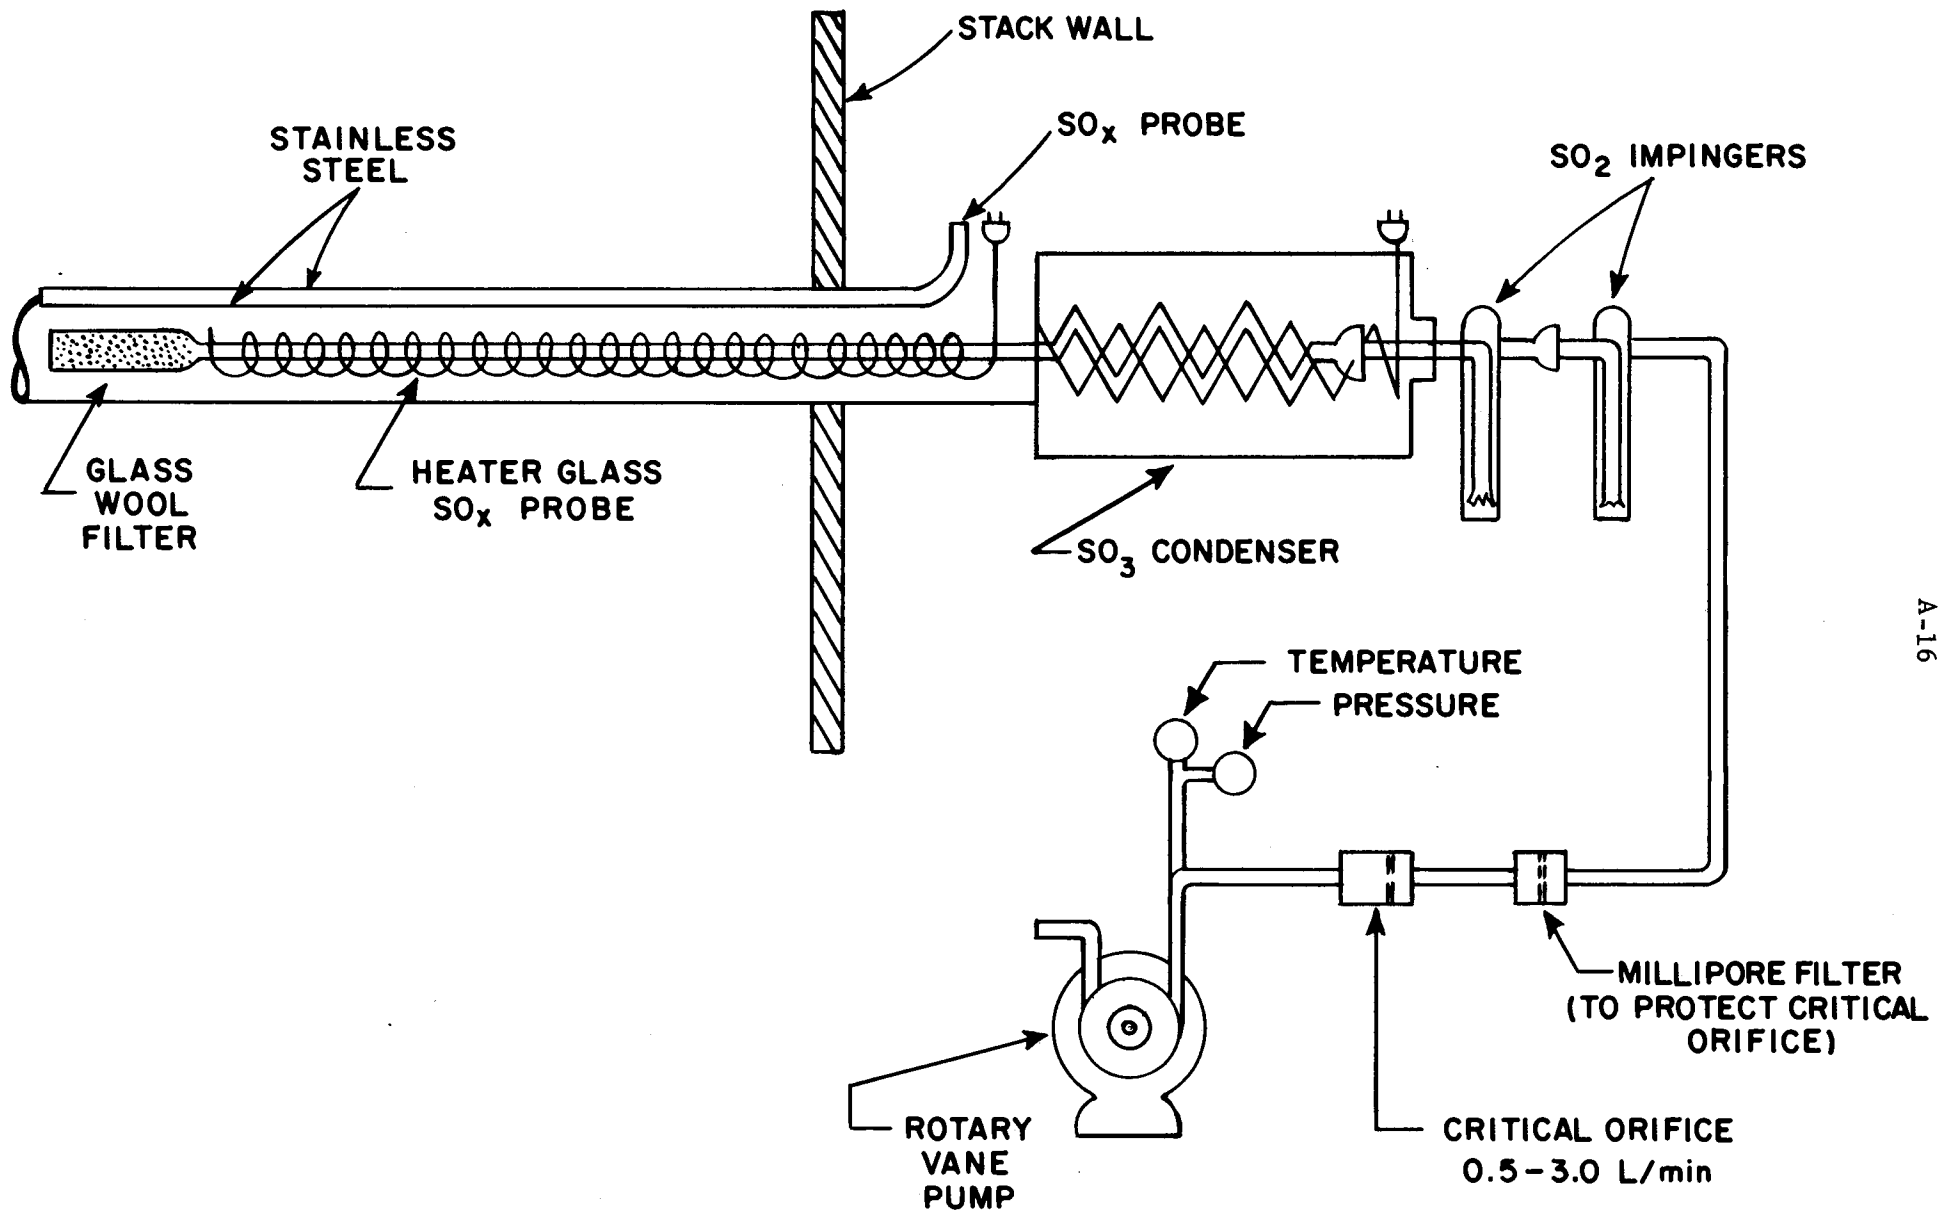 STACK WALL
SOx PROBE
STAINLESS
STEEL
SO2 IMPINGERS
GLASS
WOOL
FILTER
HEATER GLASS
SOx PROBE
SO3 CONDENSER
A-16
TEMPERATURE
PRESSURE
MILLIPORE FILTER
(TO PROTECT CRITICAL
ORIFICE)
ROTARY
VANE
PUMP
CRITICAL ORIFICE
0.5-3.0 L/min